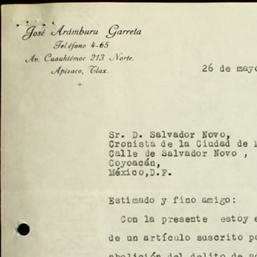 José Arámburu Garreta
Teléfono 4-65
Av. Cuauhtémoc 213 Norte.
Apizaco, Tlax.
26 de mayo
Sr. D. Salvador Novo,
Cronista de la Ciudad de M
Calle de Salvador Novo ,
Coyoacán,
México,D.F.
Estimado y fino amigo:
Con la presente estoy e
de un artículo suscrito po
abolición del delito de